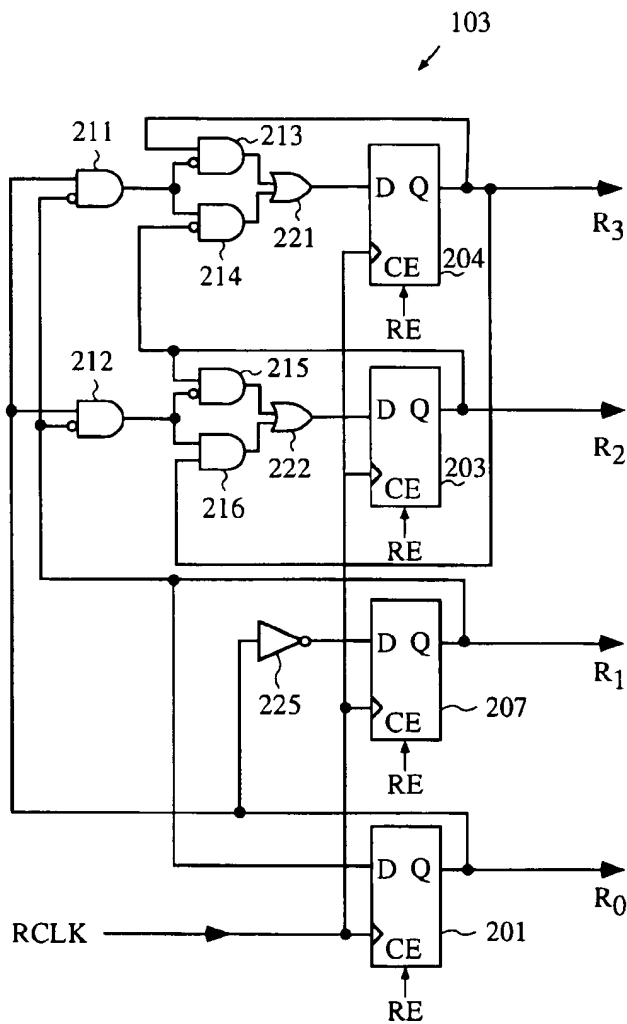 103
211
213
D Q
R3
221
CE
204
214
RE
212
215
D Q
R2
222
CE
203
216
RE
D Q
R1
225
CE
207
RE
D Q
R0
RCLK
CE
201
RE